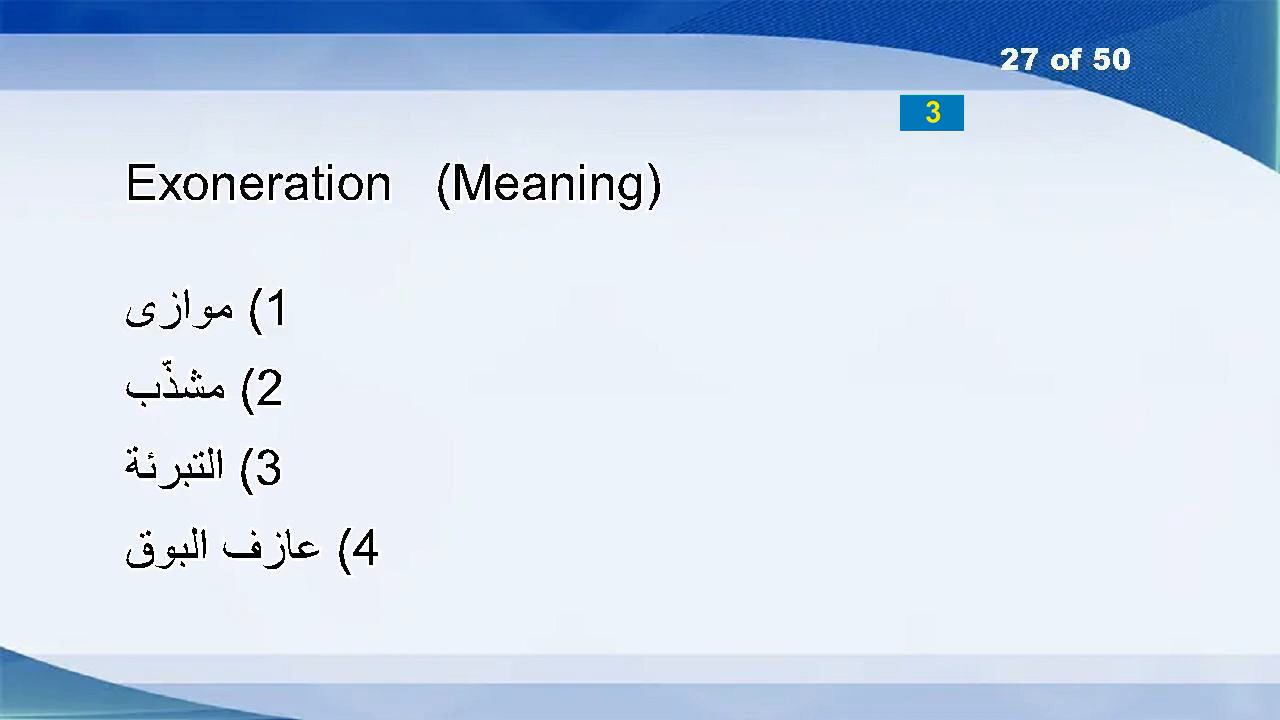 27 of 50
3
Exoneration (Meaning)
1) موازى
2) مشذّب
3) التبرئة
4) عازف البوق